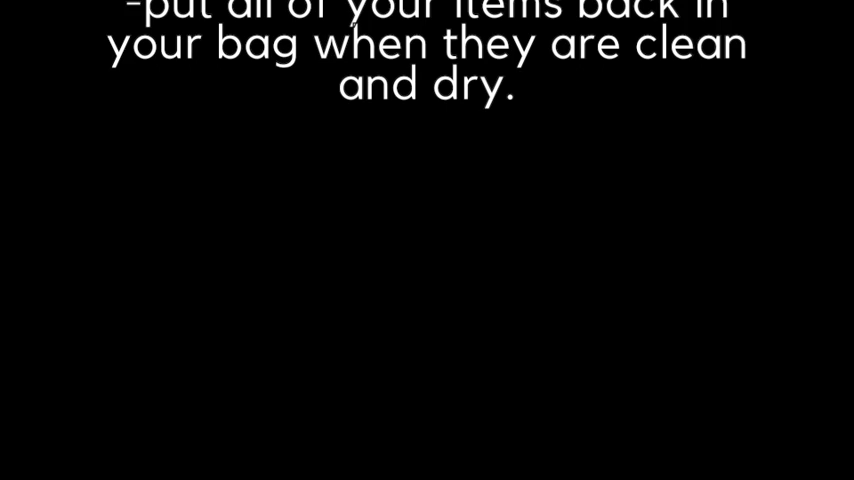 -put all of your items back in
your bag when they are clean
and dry.